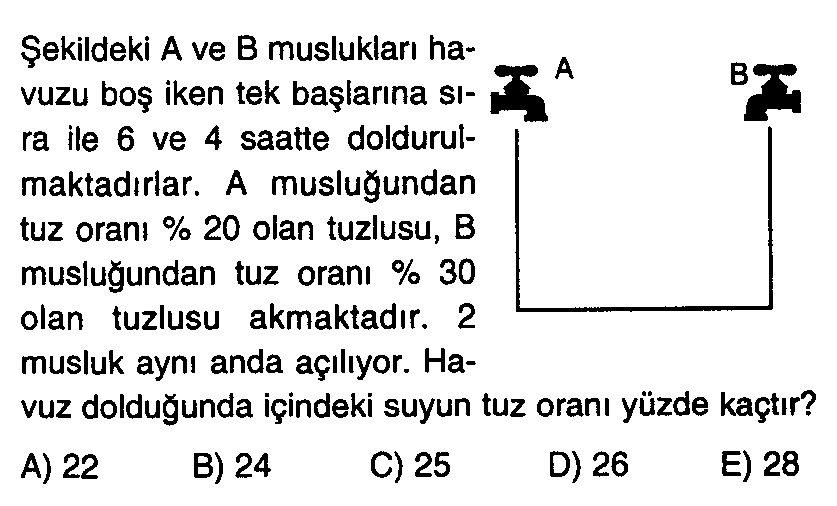 Şekildeki A ve B muslukları ha-
vuzu boş iken tek başlarına sı-
ra ile 6 ve 4 saatte doldurul-
maktadırlar. A musluğundan
tuz oranı % 20 olan tuzlusu, B
musluğundan tuz oranı % 30
olan tuzlusu akmaktadır. 2
musluk aynı anda açılıyor. Ha-
vuz dolduğunda içindeki suyun tuz oranı yüzde kaçtır?
A
B
A) 22 B) 24 C) 25 D) 26 E) 28